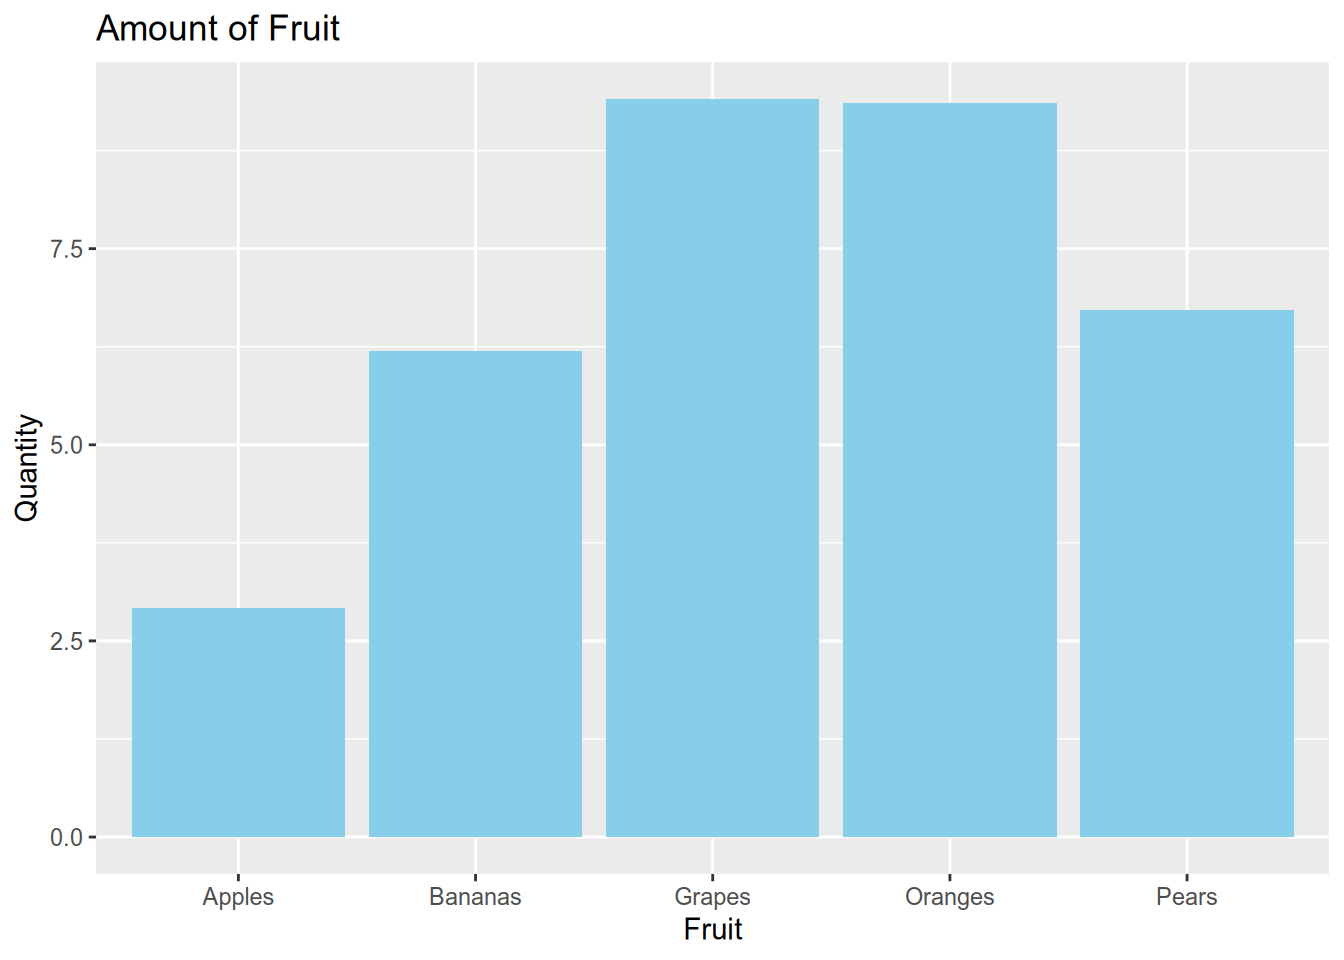 Amount of Fruit
Quantity
7.5
5.0
2.5
0.0
Apples Bananas Grapes Oranges Pears
Fruit